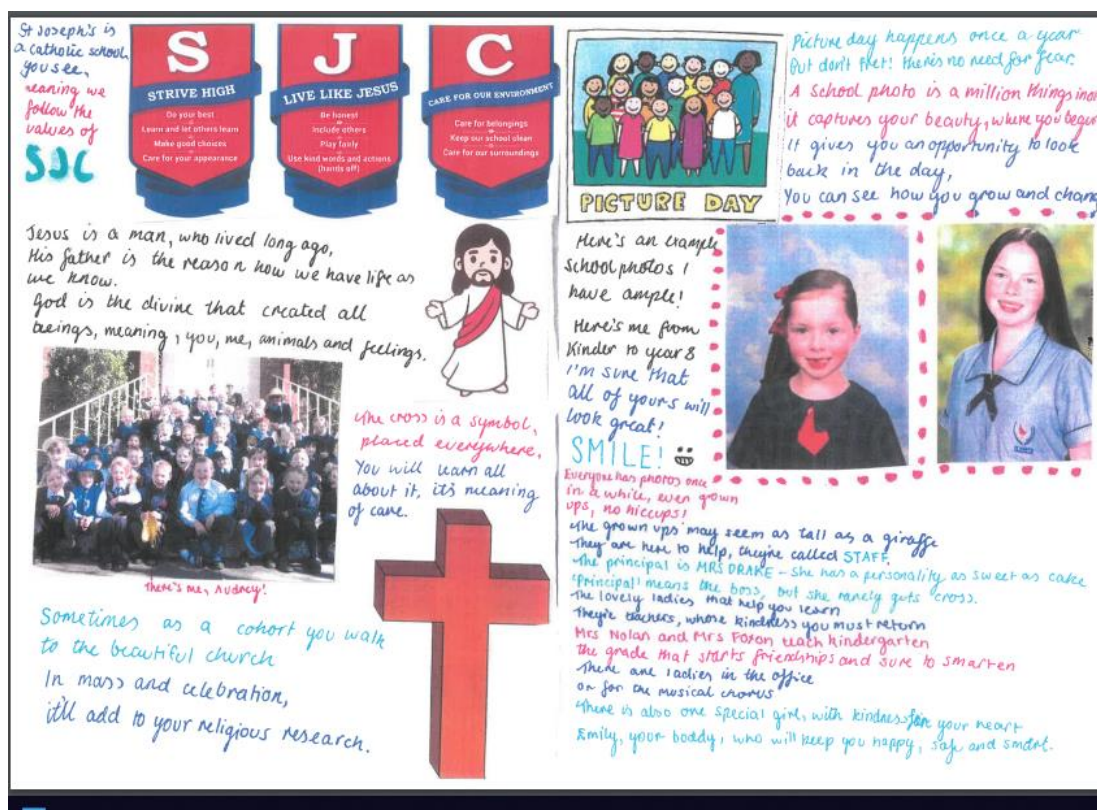 St Joseph's is
a catholic school,
you see,
meaning we
follow the
values of
SJC
S
STRIVE HIGH
Do your best
Learn and let others learn
Make good choices
Care for your appearance
J
LIVE LIKE JESUS
Be honest
Include others
Play fairly
Use kind words and actions
(hands off)
C
CARE FOR OUR ENVIRONMENT
Care for belongings
Keep our school clean
Care for our surroundings
Jesus is a man, who lived long ago,
His father is the reason how we have life as
we know.
God is the divine that created all
beings, meaning, you, me, animals and feelings.
There's me, Audrey!
The cross is a symbol,
placed everywhere.
You will learn all
about it, it's meaning
of care.
Sometimes as a cohort you walk
to the beautiful church
In mass and celebration,
it'll add to your religious research.
PICTURE DAY
Picture day happens once a year
But don't fret! there's no need for fear.
A school photo is a million things
it captures your beauty, where you
It gives you an opportunity to look
back in the day,
You can see how you grow and
Here's an example
school photos I
have ample!
Here's me from
Kinder to year 8
I'm sure that
all of yours will
look great!
SMILE!
Everyone has photos once
in a while, even grown
ups, no hiccups!
The grown ups may seem as tall as a giraffe
They are here to help, they're called STAFF.
The principal is MRS DRAKE - She has a personality as sweet as cake
'Principal' means the boss, but she rarely gets cross.
The lovely ladies that help you learn
They're teachers, whose kindness you must return
Mrs Nolan and Mrs Foxon teach kindergarten
the grade that starts friendships and sure to smarten
There are ladies in the office
or for the musical chorus
There is also one special girl, with kindness for your heart
Emily, your buddy, who will keep you happy, safe and smart.